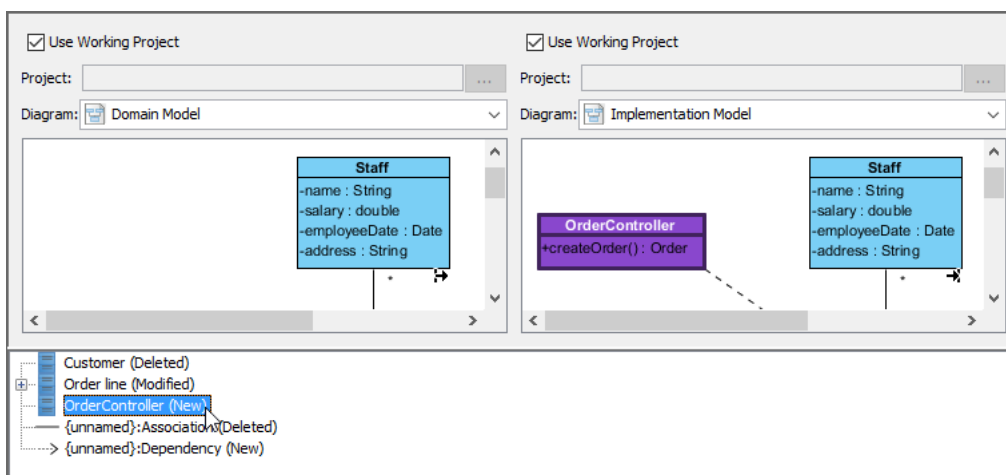 Use Working Project
Project:
...
Diagram: Domain Model
Staff
-name : String
-salary : double
-employeeDate : Date
-address : String
*
Use Working Project
Project:
...
Diagram: Implementation Model
OrderController
+createOrder() : Order
Staff
-name : String
-salary : double
-employeeDate : Date
-address : String
*
Customer (Deleted)
Order line (Modified)
OrderController (New)
{unnamed}:Association (Deleted)
{unnamed}:Dependency (New)